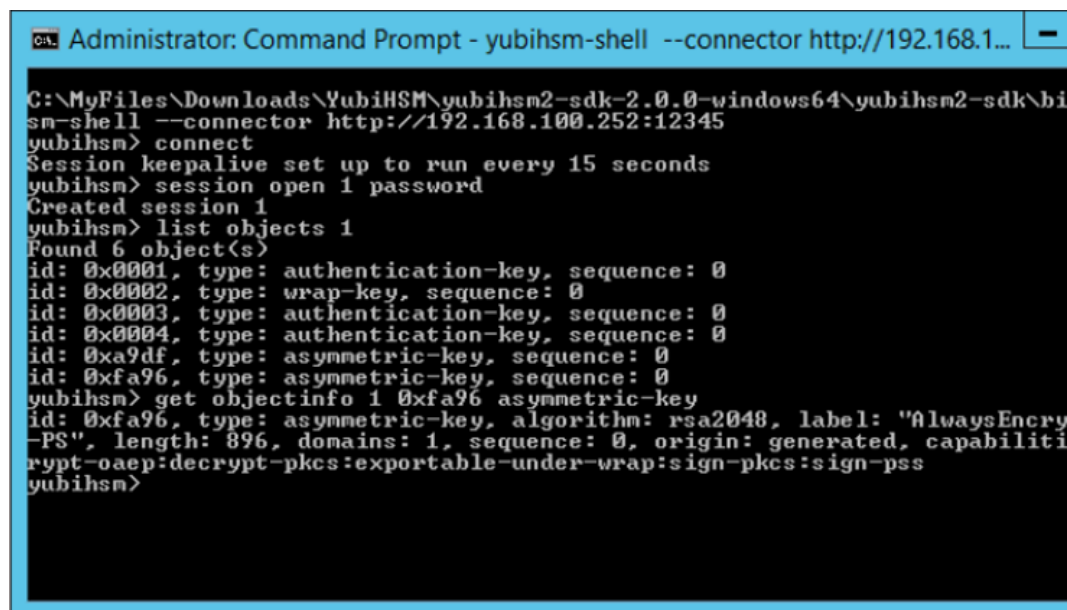 Administrator: Command Prompt - yubihsm-shell --connector http://192.168.1...
C:\MyFiles\Downloads\YubiHSM\yubihsm2-sdk-2.0.0-windows64\yubihsm2-sdk\bi
sm-shell --connector http://192.168.100.252:12345
yubihsm> connect
Session keepalive set up to run every 15 seconds
yubihsm> session open 1 password
Created session 1
yubihsm> list objects 1
Found 6 object(s)
id: 0x0001, type: authentication-key, sequence: 0
id: 0x0002, type: wrap-key, sequence: 0
id: 0x0003, type: authentication-key, sequence: 0
id: 0x0004, type: authentication-key, sequence: 0
id: 0xa9df, type: asymmetric-key, sequence: 0
id: 0xfa96, type: asymmetric-key, sequence: 0
yubihsm> get objectinfo 1 0xfa96 asymmetric-key
id: 0xfa96, type: asymmetric-key, algorithm: rsa2048, label: "AlwaysEncry
-PS", length: 896, domains: 1, sequence: 0, origin: generated, capabiliti
rypt-oaep:decrypt-pkcs:exportable-under-wrap:sign-pkcs:sign-pss
yubihsm>